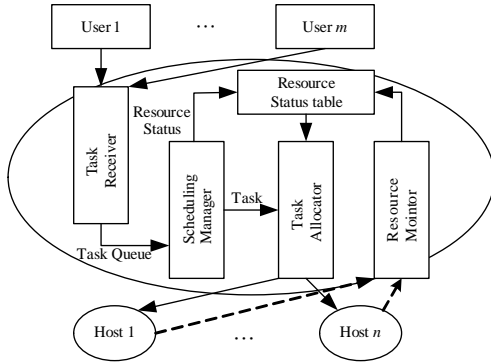 User 1
...
User m
Resource
Status table
Resource
Status
Task
Receiver
Scheduling
Manager
Task
Task
Allocator
Resource
Mointor
Task Queue
Host 1
...
Host n